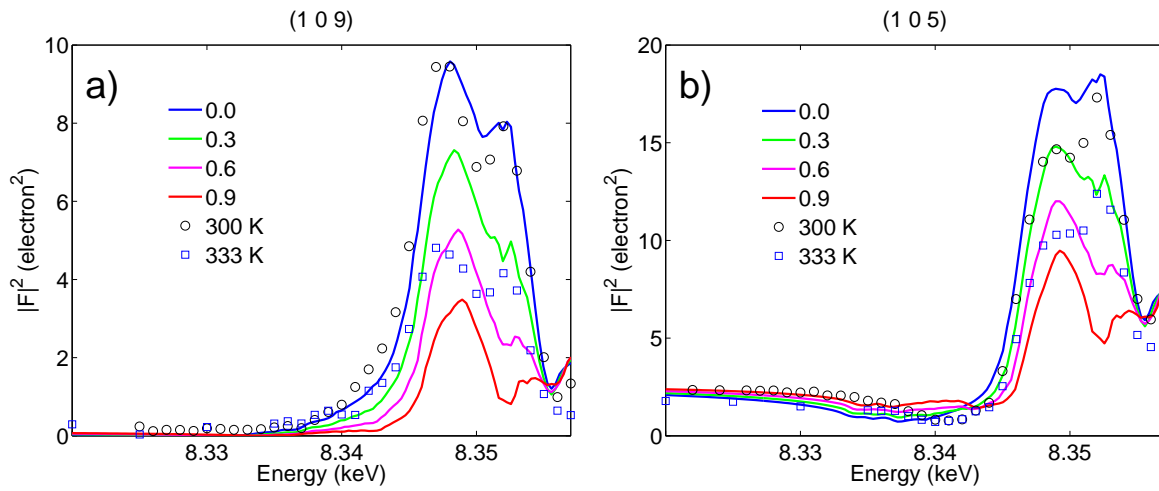 (1 0 9)
a)
10
8
6
4
2
0
|F|² (electron²)
0.0
0.3
0.6
0.9
300 K
333 K
8.33
8.34
8.35
Energy (keV)
(1 0 5)
b)
20
15
10
5
0
|F|² (electron²)
0.0
0.3
0.6
0.9
300 K
333 K
8.33
8.34
8.35
Energy (keV)